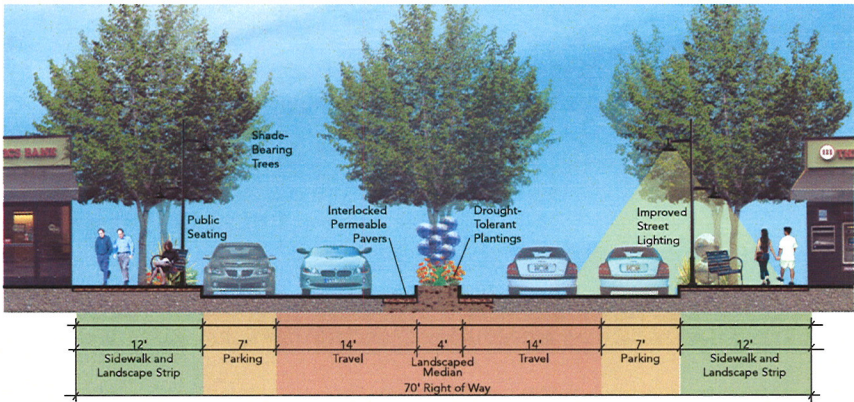 BANK
Shade-
Bearing
Trees
Public
Seating
Interlocked
Permeable
Pavers
Drought-
Tolerant
Plantings
Improved
Street
Lighting
12'
Sidewalk and
Landscape Strip
7'
Parking
14'
Travel
4'
Landscaped
Median
14'
Travel
7'
Parking
12'
Sidewalk and
Landscape Strip
70' Right of Way